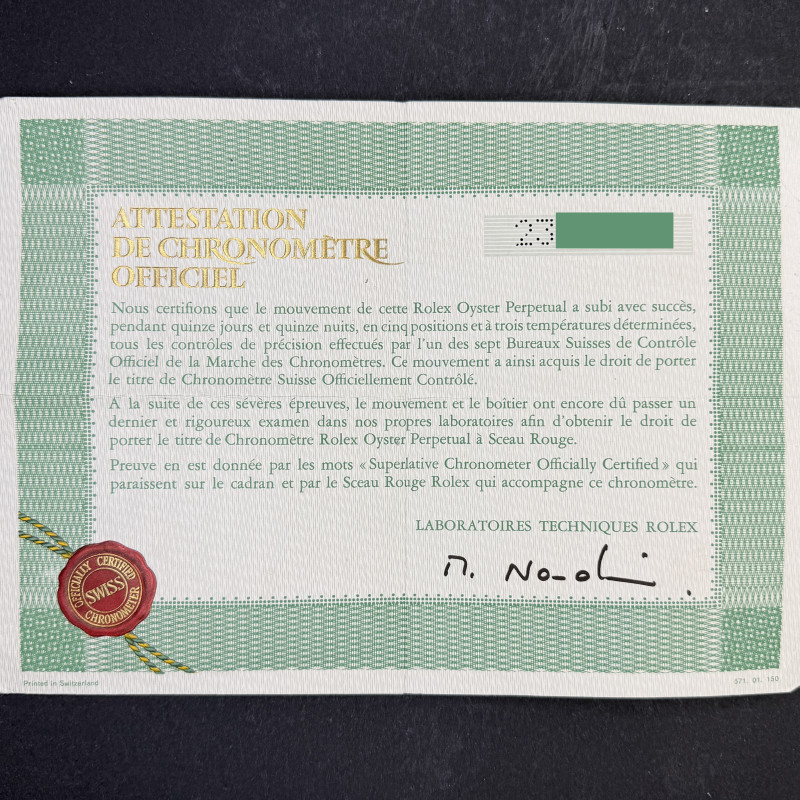 ATTESTATION
DE CHRONOMÈTRE
OFFICIEL
23
Nous certifions que le mouvement de cette Rolex Oyster Perpetual a subi avec succès,
pendant quinze jours et quinze nuits, en cinq positions et à trois températures déterminées,
tous les contrôles de précision effectués par l'un des sept Bureaux Suisses de Contrôle
Officiel de la Marche des Chronomètres. Ce mouvement a ainsi acquis le droit de porter
le titre de Chronomètre Suisse Officiellement Contrôlé.
A la suite de ces sévères épreuves, le mouvement et le boîtier ont encore dû passer un
dernier et rigoureux examen dans nos propres laboratoires afin d'obtenir le droit de
porter le titre de Chronomètre Rolex Oyster Perpetual à Sceau Rouge.
Preuve en est donnée par les mots «Superlative Chronometer Officially Certified» qui
paraissent sur le cadran et par le Sceau Rouge Rolex qui accompagne ce chronomètre.
LABORATOIRES TECHNIQUES ROLEX
OFFICIALLY CERTIFIED
SWISS
CHRONOMETER
Printed in Switzerland
571. 01. 150